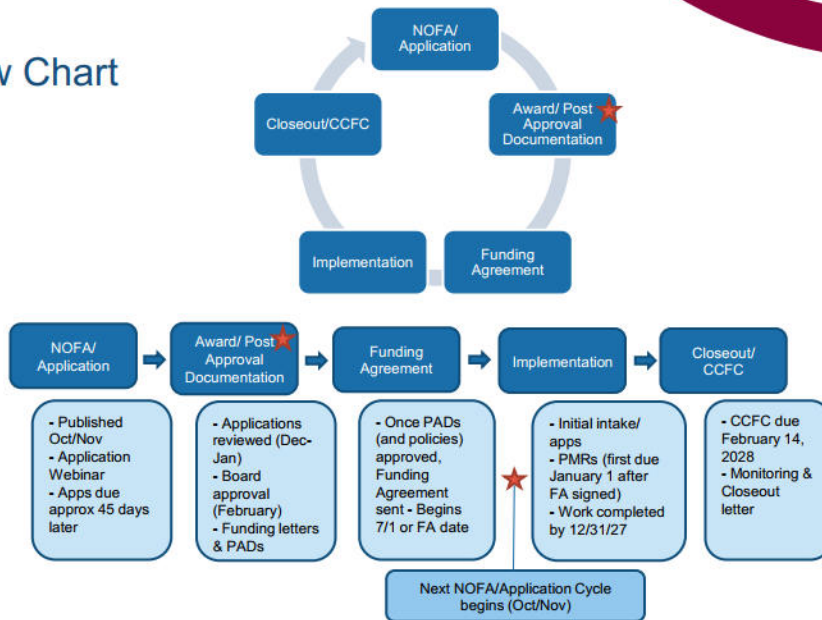 w Chart
NOFA/
Application
Award/ Post
Approval
Documentation
Funding
Agreement
Implementation
Closeout/CCFC
NOFA/
Application
Award/ Post
Approval
Documentation
Funding
Agreement
Implementation
Closeout/
CCFC
- Published
Oct/Nov
- Application
Webinar
- Apps due
approx 45 days
later
- Applications
reviewed (Dec-
Jan)
- Board
approval
(February)
- Funding letters
& PADs
- Once PADs
(and policies)
approved,
Funding
Agreement
sent - Begins
7/1 or FA date
- Initial intake/
apps
- PMRs (first due
January 1 after
FA signed)
- Work completed
by 12/31/27
- CCFC due
February 14,
2028
- Monitoring &
Closeout
letter
Next NOFA/Application Cycle
begins (Oct/Nov)